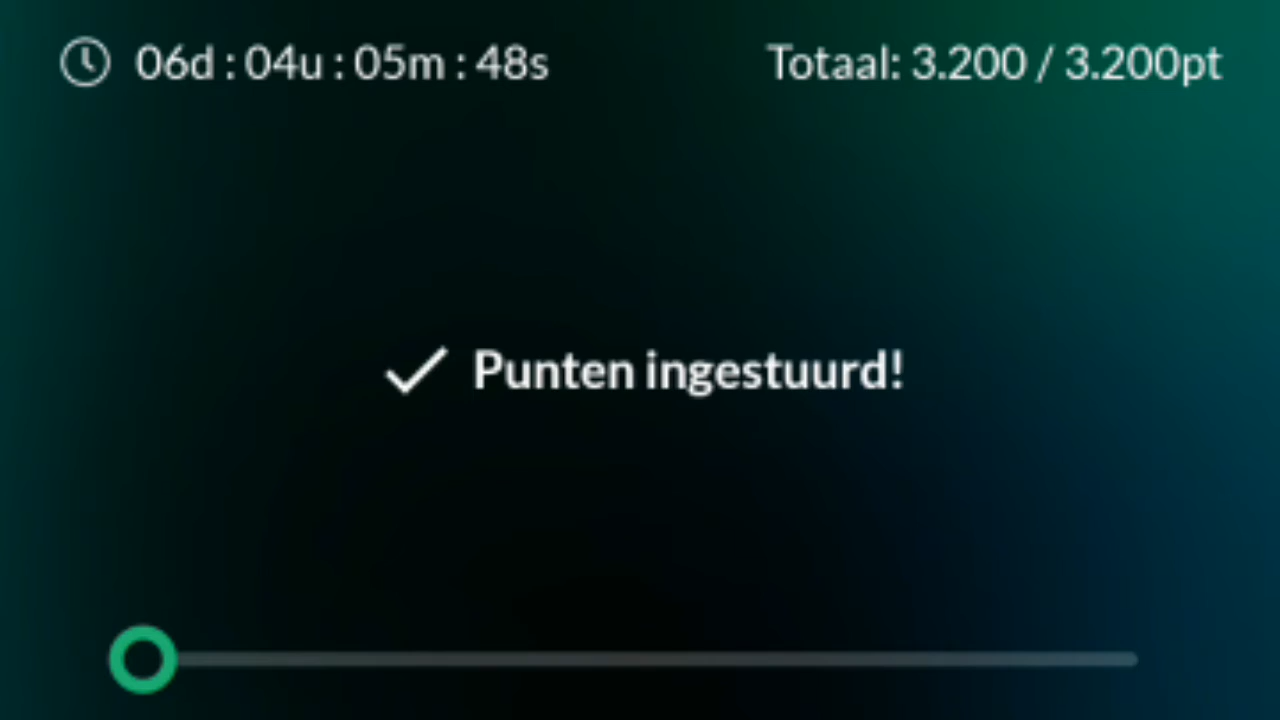 06d : 04u : 05m : 48s
Totaal: 3.200 / 3.200pt
Punten ingestuurd!